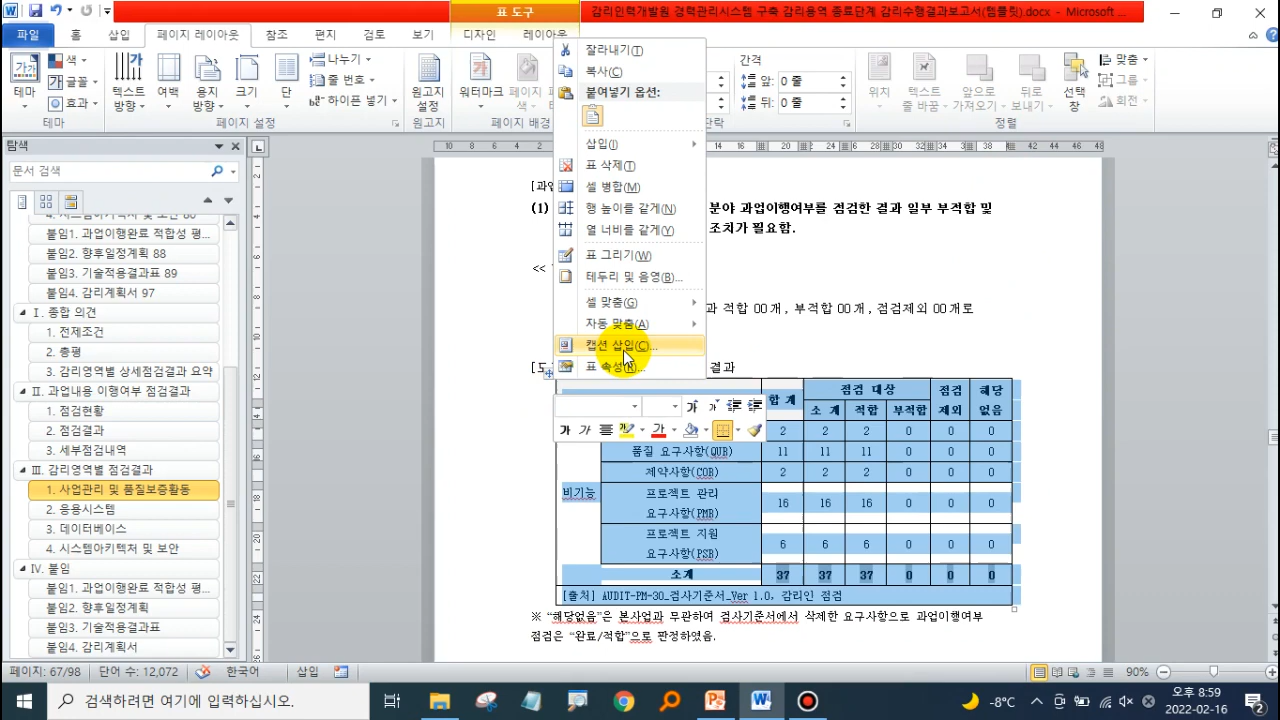 표 도구
감리인력개발원 경력관리시스템 구축 감리용역 종료단계 감리수행결과보고서(템플릿).docx - Microsoft ...
파일 홈 삽입 페이지 레이아웃 참조 편지 검토 보기 디자인 레이아웃
테마 색 글꼴 효과
텍스트 방향 여백 용지 방향 크기 단
나누기 줄 번호 하이픈 넣기
원고지 설정
워터마크
간격
앞: 0 줄
뒤: 0 줄
위치 텍스트 줄 바꿈 앞으로 가져오기 뒤로 보내기 선택 창
맞춤 그룹 회전
테마 페이지 설정 원고지 페이지 배경 단락 정렬
탐색
문서 검색
붙임1. 과업이행완료 적합성 평...
붙임2. 향후일정계획 88
붙임3. 기술적용결과표 89
붙임4. 감리계획서 97
Ⅰ. 종합 의견
1. 전제조건
2. 총평
3. 감리영역별 상세점검결과 요약
Ⅱ. 과업내용 이행여부 점검결과
1. 점검현황
2. 점검결과
3. 세부점검내역
Ⅲ. 감리영역별 점검결과
1. 사업관리 및 품질보증활동
2. 응용시스템
3. 데이터베이스
4. 시스템아키텍처 및 보안
Ⅳ. 붙임
붙임1. 과업이행완료 적합성 평...
붙임2. 향후일정계획
붙임3. 기술적용결과표
붙임4. 감리계획서
잘라내기(T)
복사(C)
붙여넣기 옵션:
삽입(I)
표 삭제(T)
셀 병합(M)
행 높이를 같게(N)
열 너비를 같게(Y)
표 그리기(W)
테두리 및 음영(B)...
셀 맞춤(G)
자동 맞춤(A)
캡션 삽입(C)...
표 속성(R)...
(1) 분야 과업이행여부를 점검한 결과 일부 부적합 및
조치가 필요함.
<<
과 적합 00개, 부적합 00개, 점검제외 00개로
결과
합 계 점검 대상 점검 제외 해당 없음
소 계 적합 부적합
2 2 2 0 0 0
품질 요구사항(QUR) 11 11 11 0 0 0
제약사항(COR) 2 2 2 0 0 0
비기능 프로젝트 관리 요구사항(PMR) 16 16 16 0 0 0
프로젝트 지원 요구사항(PSR) 6 6 6 0 0 0
소계 37 37 37 0 0 0
[출처] AUDIT-PM-30_검사기준서_Ver 1.0, 감리인 점검
※ “해당없음”은 본사업과 무관하여 검사기준서에서 삭제한 요구사항으로 과업이행여부
점검은 “완료/적합”으로 판정하였음.
페이지: 67/98 단어 수: 12,072 한국어 삽입 90%
검색하려면 여기에 입력하십시오.
-8°C
오후 8:59
2022-02-16